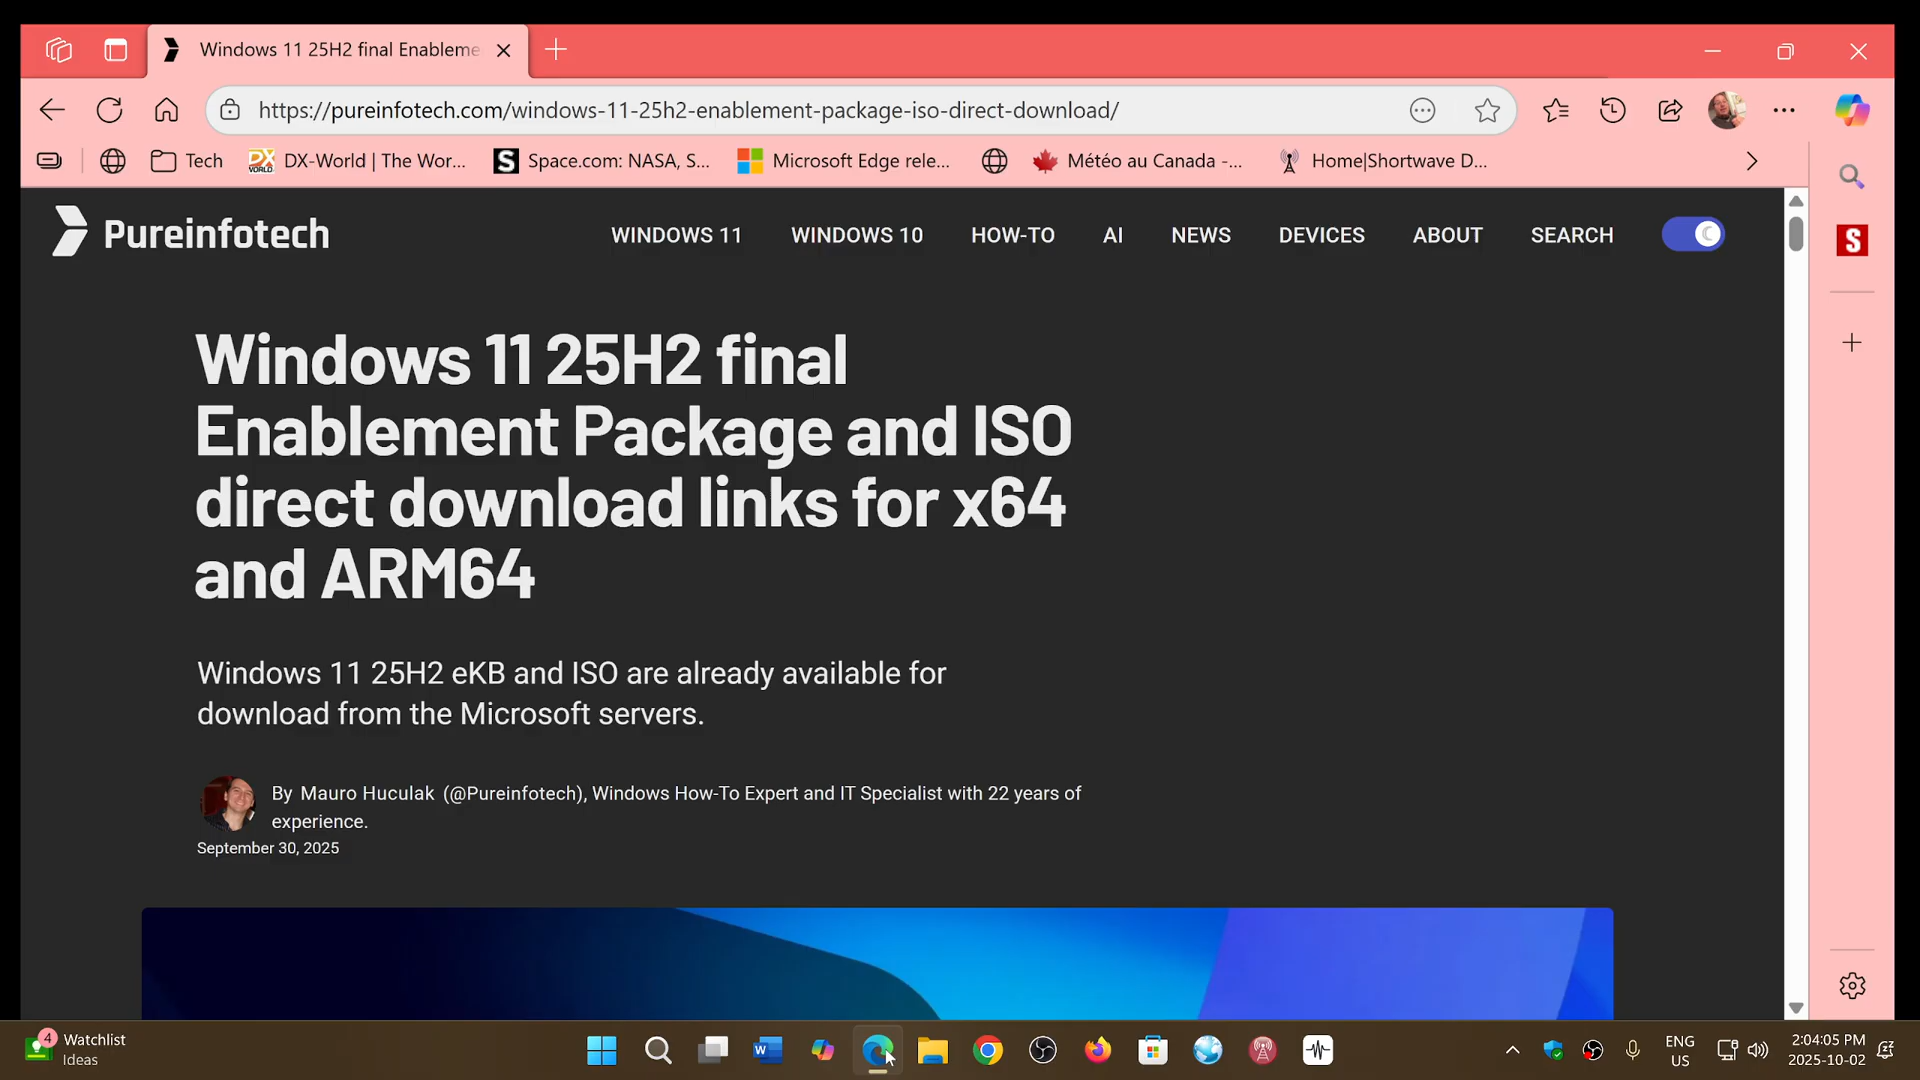 Windows 11 25H2 final Enableme
https://pureinfotech.com/windows-11-25h2-enablement-package-iso-direct-download/
Tech
DX-World | The Wor...
Space.com: NASA, S...
Microsoft Edge rele...
Météo au Canada -...
Home|Shortwave D...
Pureinfotech
WINDOWS 11
WINDOWS 10
HOW-TO
AI
NEWS
DEVICES
ABOUT
SEARCH
Windows 11 25H2 final
Enablement Package and ISO
direct download links for x64
and ARM64
Windows 11 25H2 eKB and ISO are already available for
download from the Microsoft servers.
By Mauro Huculak (@Pureinfotech), Windows How-To Expert and IT Specialist with 22 years of
experience.
September 30, 2025
4
Watchlist
Ideas
ENG
US
2:04:05 PM
2025-10-02